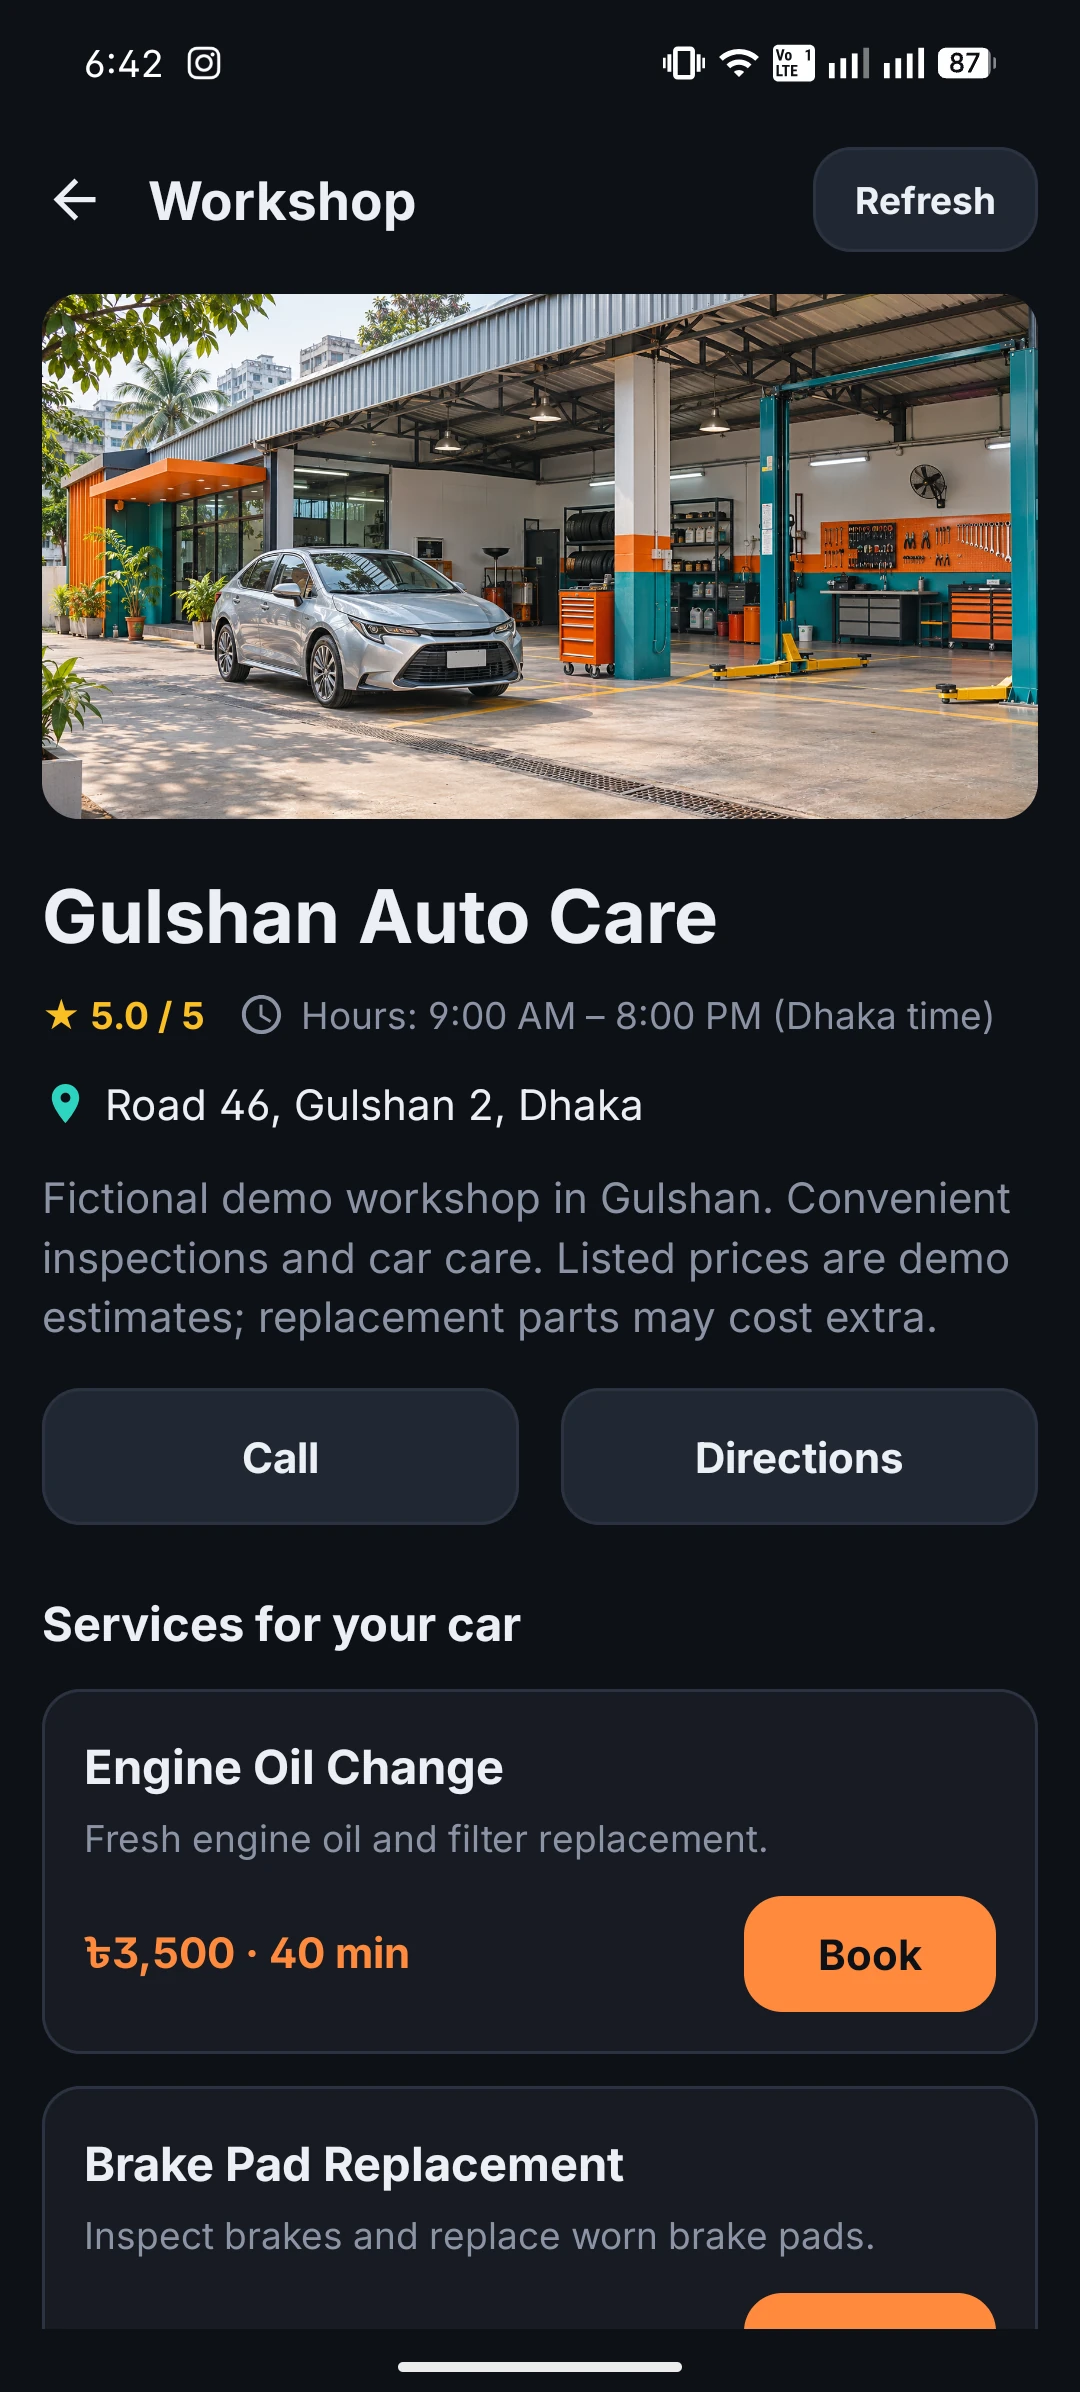 6:42
Vo 1
LTE
87
Workshop
Refresh
Gulshan Auto Care
★ 5.0 / 5 Hours: 9:00 AM – 8:00 PM (Dhaka time)
Road 46, Gulshan 2, Dhaka
Fictional demo workshop in Gulshan. Convenient
inspections and car care. Listed prices are demo
estimates; replacement parts may cost extra.
Call
Directions
Services for your car
Engine Oil Change
Fresh engine oil and filter replacement.
৳3,500 · 40 min
Book
Brake Pad Replacement
Inspect brakes and replace worn brake pads.